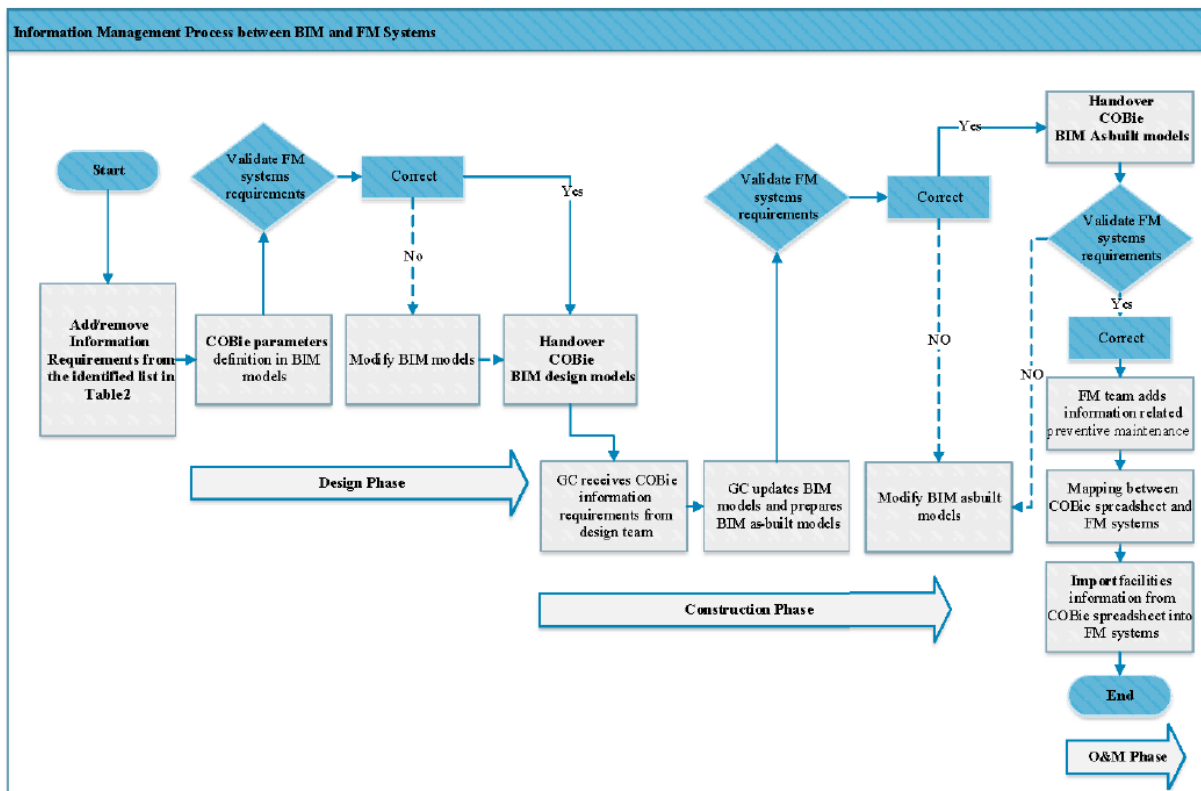 Information Management Process between BIM and FM Systems
Start
Add/remove
Information
Requirements from
the identified list in
Table2
COBie parameters
definition in BIM
models
Validate FM
systems
requirements
Correct
No
Yes
Modify BIM models
Handover
COBie
BIM design models
Design Phase
GC receives COBie
information
requirements from
design team
GC updates BIM
models and prepares
BIM as-built models
Validate FM
systems
requirements
Correct
Yes
NO
Modify BIM asbuilt
models
Construction Phase
Handover
COBie
BIM Asbuilt models
Validate FM
systems
requirements
Yes
NO
Correct
FM team adds
information related
preventive maintenance
Mapping between
COBie spreadsheet and
FM systems
Import facilities
information from
COBie spreadsheet into
FM systems
End
O&M Phase